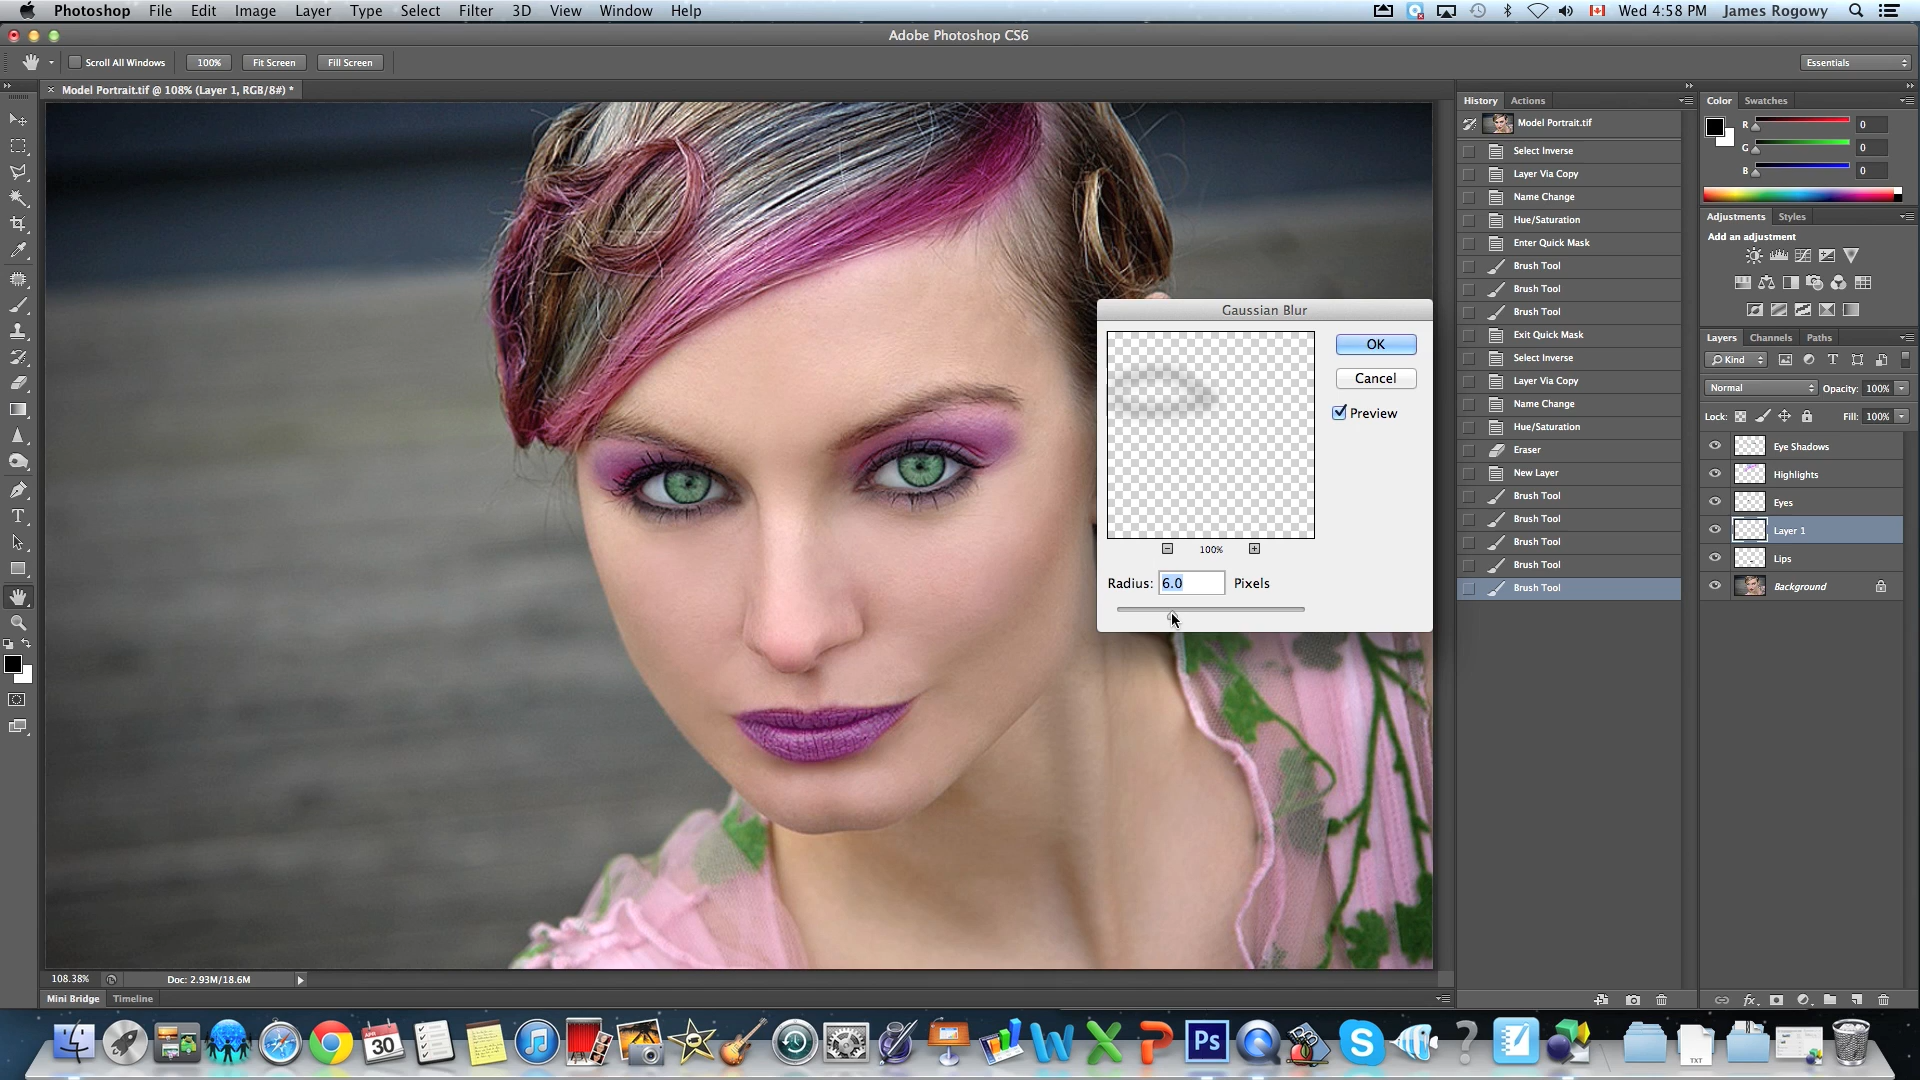 Photoshop File Edit Image Layer Type Select Filter 3D View Window Help Wed 4:58 PM James Rogowy
Adobe Photoshop CS6
Scroll All Windows 100% Fit Screen Fill Screen Essentials
Model Portrait.tif @ 108% (Layer 1, RGB/8#) *
History Actions
Model Portrait.tif
Select Inverse
Layer Via Copy
Name Change
Hue/Saturation
Enter Quick Mask
Brush Tool
Brush Tool
Brush Tool
Exit Quick Mask
Select Inverse
Layer Via Copy
Name Change
Hue/Saturation
Eraser
New Layer
Brush Tool
Brush Tool
Brush Tool
Brush Tool
Brush Tool
Color Swatches
R 0
G 0
B 0
Adjustments Styles
Add an adjustment
Layers Channels Paths
Kind
Normal Opacity: 100%
Lock: Fill: 100%
Eye Shadows
Highlights
Eyes
Layer 1
Lips
Background
Gaussian Blur
OK
Cancel
Preview
100%
Radius: 6.0 Pixels
108.38% Doc: 2.93M/18.6M
Mini Bridge Timeline
APR
30
Ps
TXT